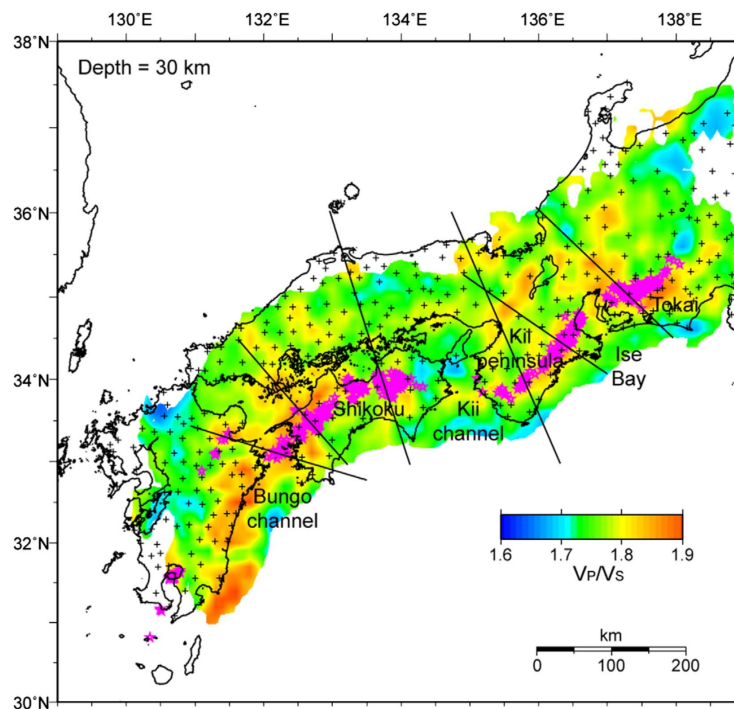 130˚E 132˚E 134˚E 136˚E 138˚E
38˚N
Depth = 30 km
36˚N
Tokai
Kii
peninsula
Ise
Bay
34˚N
Shikoku
Kii
channel
Bungo
channel
32˚N
1.6 1.7 1.8 1.9
VP/VS
km
0 100 200
30˚N